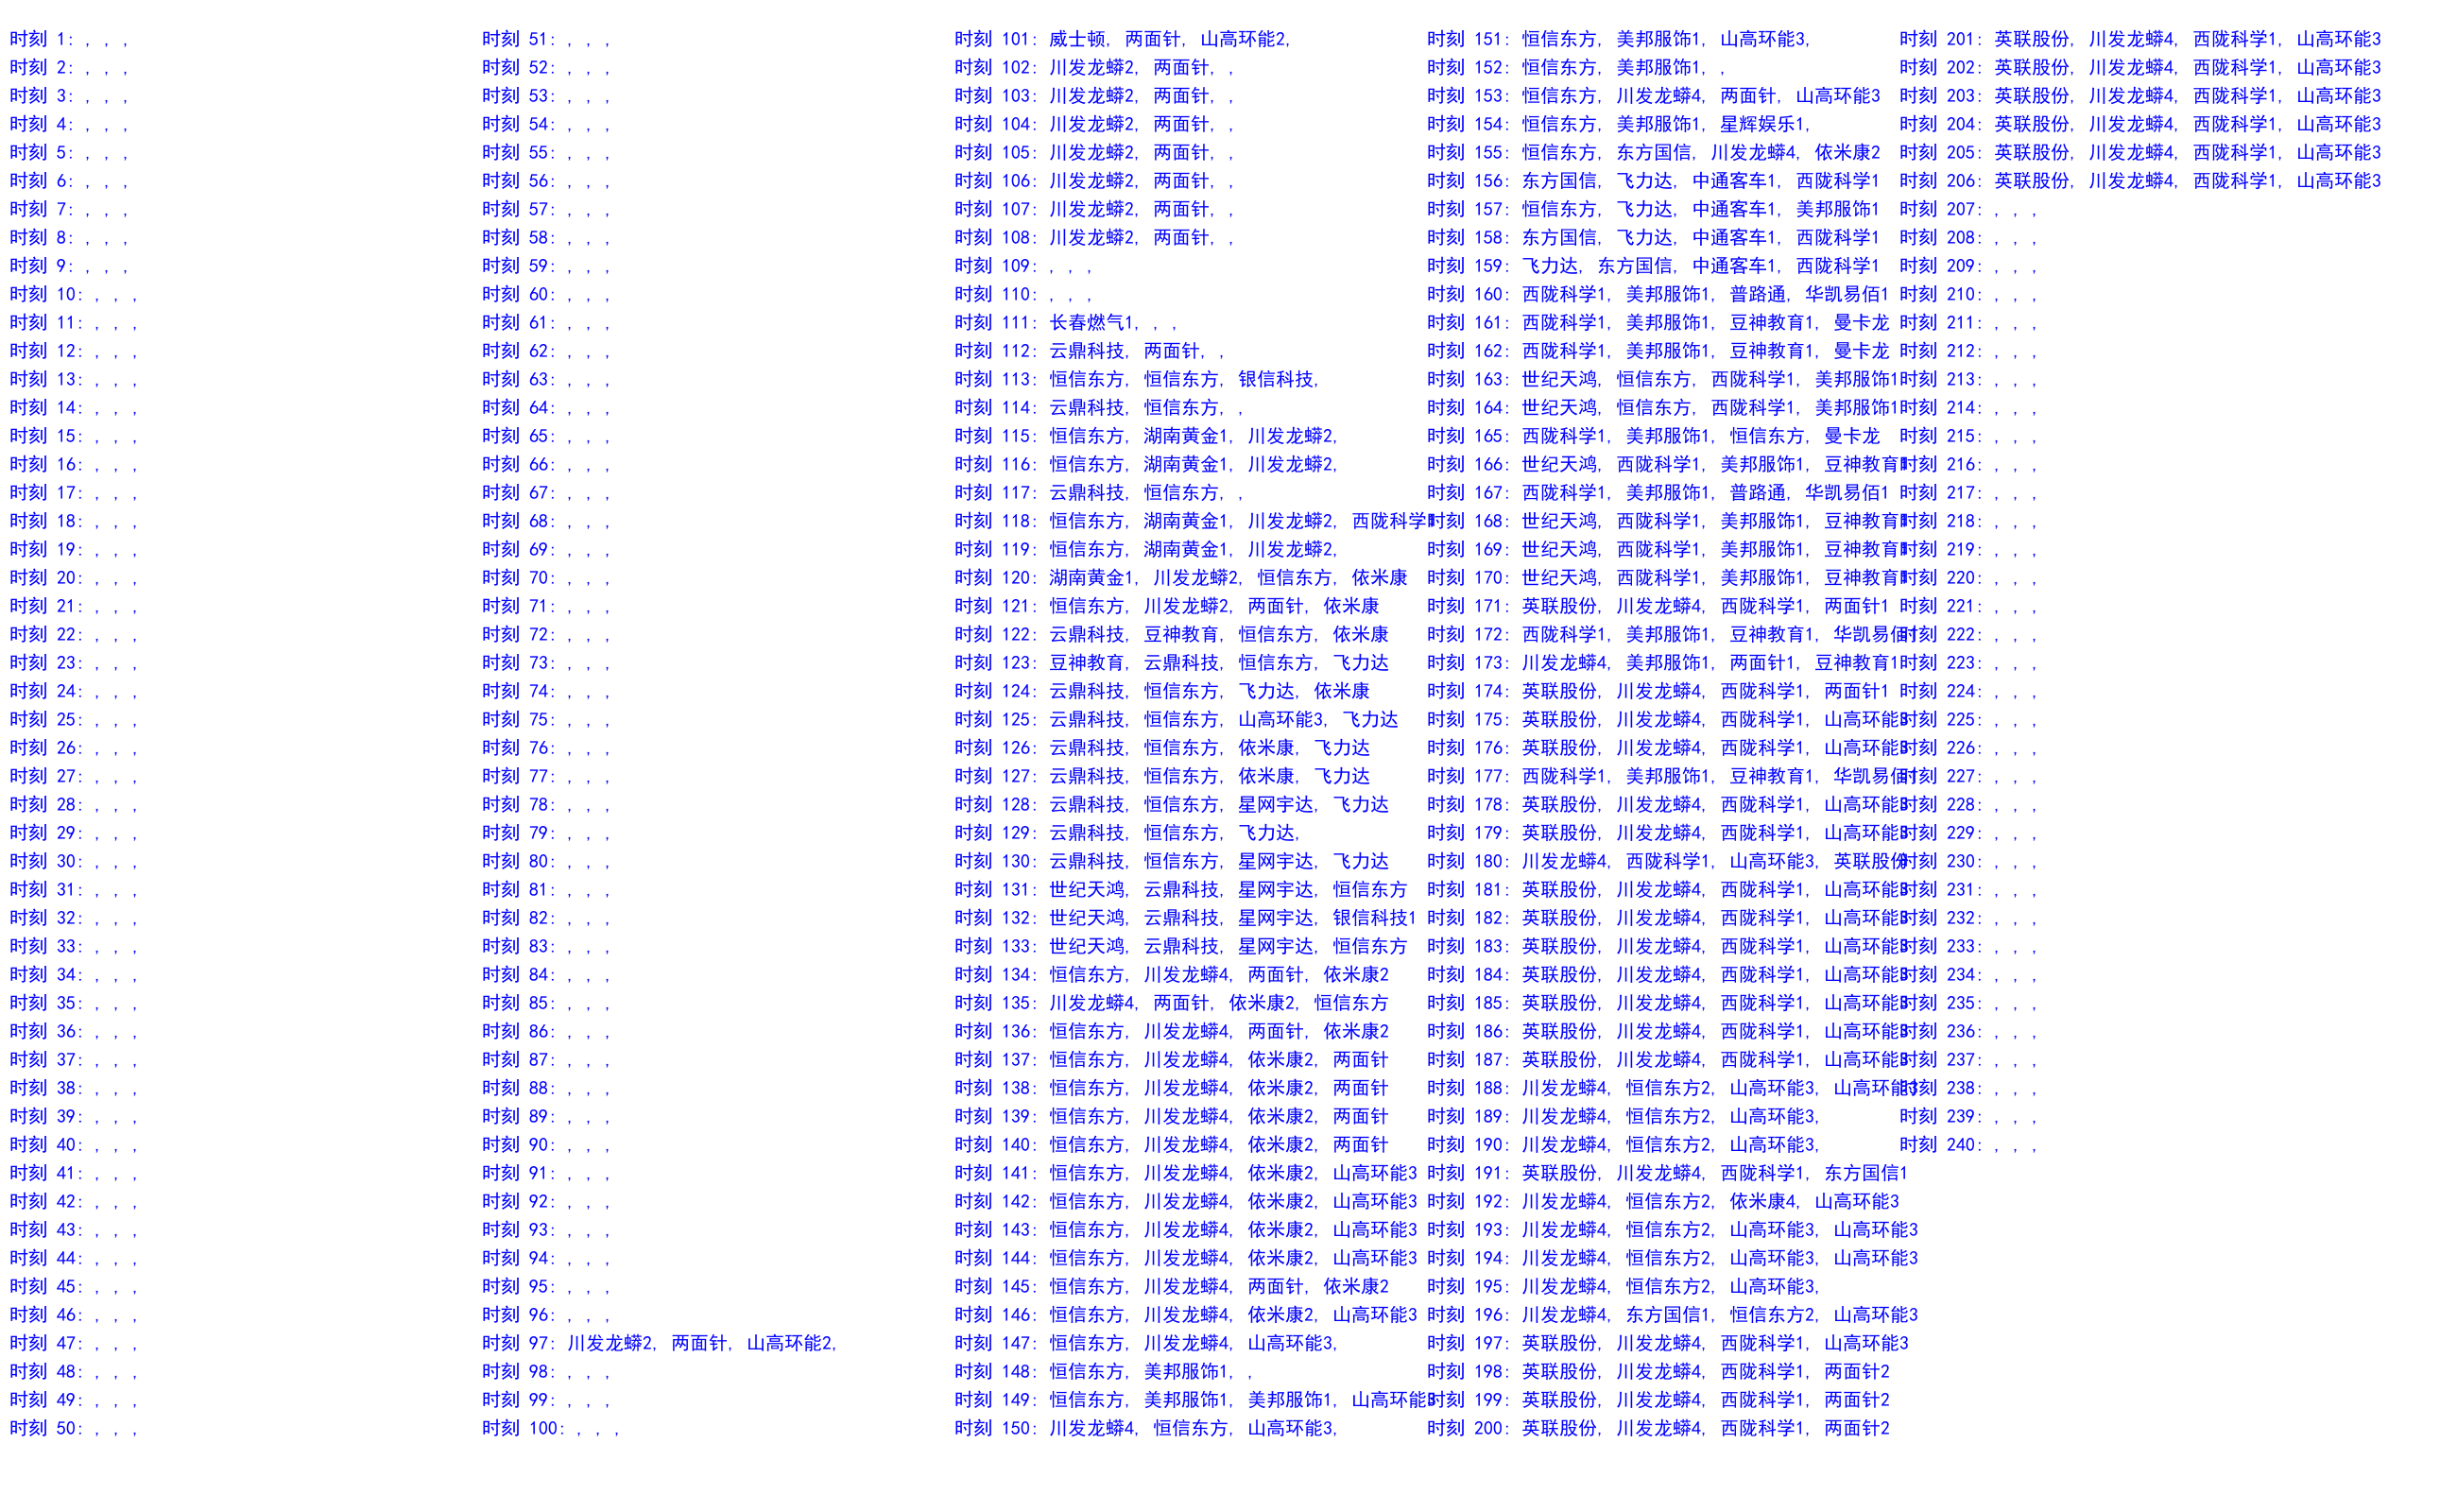 时刻 1: , , ,
时刻 2: , , ,
时刻 3: , , ,
时刻 4: , , ,
时刻 5: , , ,
时刻 6: , , ,
时刻 7: , , ,
时刻 8: , , ,
时刻 9: , , ,
时刻 10: , , ,
时刻 11: , , ,
时刻 12: , , ,
时刻 13: , , ,
时刻 14: , , ,
时刻 15: , , ,
时刻 16: , , ,
时刻 17: , , ,
时刻 18: , , ,
时刻 19: , , ,
时刻 20: , , ,
时刻 21: , , ,
时刻 22: , , ,
时刻 23: , , ,
时刻 24: , , ,
时刻 25: , , ,
时刻 26: , , ,
时刻 27: , , ,
时刻 28: , , ,
时刻 29: , , ,
时刻 30: , , ,
时刻 31: , , ,
时刻 32: , , ,
时刻 33: , , ,
时刻 34: , , ,
时刻 35: , , ,
时刻 36: , , ,
时刻 37: , , ,
时刻 38: , , ,
时刻 39: , , ,
时刻 40: , , ,
时刻 41: , , ,
时刻 42: , , ,
时刻 43: , , ,
时刻 44: , , ,
时刻 45: , , ,
时刻 46: , , ,
时刻 47: , , ,
时刻 48: , , ,
时刻 49: , , ,
时刻 50: , , ,
时刻 51: , , ,
时刻 52: , , ,
时刻 53: , , ,
时刻 54: , , ,
时刻 55: , , ,
时刻 56: , , ,
时刻 57: , , ,
时刻 58: , , ,
时刻 59: , , ,
时刻 60: , , ,
时刻 61: , , ,
时刻 62: , , ,
时刻 63: , , ,
时刻 64: , , ,
时刻 65: , , ,
时刻 66: , , ,
时刻 67: , , ,
时刻 68: , , ,
时刻 69: , , ,
时刻 70: , , ,
时刻 71: , , ,
时刻 72: , , ,
时刻 73: , , ,
时刻 74: , , ,
时刻 75: , , ,
时刻 76: , , ,
时刻 77: , , ,
时刻 78: , , ,
时刻 79: , , ,
时刻 80: , , ,
时刻 81: , , ,
时刻 82: , , ,
时刻 83: , , ,
时刻 84: , , ,
时刻 85: , , ,
时刻 86: , , ,
时刻 87: , , ,
时刻 88: , , ,
时刻 89: , , ,
时刻 90: , , ,
时刻 91: , , ,
时刻 92: , , ,
时刻 93: , , ,
时刻 94: , , ,
时刻 95: , , ,
时刻 96: , , ,
时刻 97: 川发龙蟒2, 两面针, 山高环能2,
时刻 98: , , ,
时刻 99: , , ,
时刻 100: , , ,
时刻 101: 威士顿, 两面针, 山高环能2,
时刻 102: 川发龙蟒2, 两面针, ,
时刻 103: 川发龙蟒2, 两面针, ,
时刻 104: 川发龙蟒2, 两面针, ,
时刻 105: 川发龙蟒2, 两面针, ,
时刻 106: 川发龙蟒2, 两面针, ,
时刻 107: 川发龙蟒2, 两面针, ,
时刻 108: 川发龙蟒2, 两面针, ,
时刻 109: , , ,
时刻 110: , , ,
时刻 111: 长春燃气1, , ,
时刻 112: 云鼎科技, 两面针, ,
时刻 113: 恒信东方, 恒信东方, 银信科技,
时刻 114: 云鼎科技, 恒信东方, ,
时刻 115: 恒信东方, 湖南黄金1, 川发龙蟒2,
时刻 116: 恒信东方, 湖南黄金1, 川发龙蟒2,
时刻 117: 云鼎科技, 恒信东方, ,
时刻 118: 恒信东方, 湖南黄金1, 川发龙蟒2, 西陇科学
时刻 119: 恒信东方, 湖南黄金1, 川发龙蟒2,
时刻 120: 湖南黄金1, 川发龙蟒2, 恒信东方, 依米康
时刻 121: 恒信东方, 川发龙蟒2, 两面针, 依米康
时刻 122: 云鼎科技, 豆神教育, 恒信东方, 依米康
时刻 123: 豆神教育, 云鼎科技, 恒信东方, 飞力达
时刻 124: 云鼎科技, 恒信东方, 飞力达, 依米康
时刻 125: 云鼎科技, 恒信东方, 山高环能3, 飞力达
时刻 126: 云鼎科技, 恒信东方, 依米康, 飞力达
时刻 127: 云鼎科技, 恒信东方, 依米康, 飞力达
时刻 128: 云鼎科技, 恒信东方, 星网宇达, 飞力达
时刻 129: 云鼎科技, 恒信东方, 飞力达,
时刻 130: 云鼎科技, 恒信东方, 星网宇达, 飞力达
时刻 131: 世纪天鸿, 云鼎科技, 星网宇达, 恒信东方
时刻 132: 世纪天鸿, 云鼎科技, 星网宇达, 银信科技1
时刻 133: 世纪天鸿, 云鼎科技, 星网宇达, 恒信东方
时刻 134: 恒信东方, 川发龙蟒4, 两面针, 依米康2
时刻 135: 川发龙蟒4, 两面针, 依米康2, 恒信东方
时刻 136: 恒信东方, 川发龙蟒4, 两面针, 依米康2
时刻 137: 恒信东方, 川发龙蟒4, 依米康2, 两面针
时刻 138: 恒信东方, 川发龙蟒4, 依米康2, 两面针
时刻 139: 恒信东方, 川发龙蟒4, 依米康2, 两面针
时刻 140: 恒信东方, 川发龙蟒4, 依米康2, 两面针
时刻 141: 恒信东方, 川发龙蟒4, 依米康2, 山高环能3
时刻 142: 恒信东方, 川发龙蟒4, 依米康2, 山高环能3
时刻 143: 恒信东方, 川发龙蟒4, 依米康2, 山高环能3
时刻 144: 恒信东方, 川发龙蟒4, 依米康2, 山高环能3
时刻 145: 恒信东方, 川发龙蟒4, 两面针, 依米康2
时刻 146: 恒信东方, 川发龙蟒4, 依米康2, 山高环能3
时刻 147: 恒信东方, 川发龙蟒4, 山高环能3,
时刻 148: 恒信东方, 美邦服饰1, ,
时刻 149: 恒信东方, 美邦服饰1, 美邦服饰1, 山高环能3
时刻 150: 川发龙蟒4, 恒信东方, 山高环能3,
时刻 151: 恒信东方, 美邦服饰1, 山高环能3,
时刻 152: 恒信东方, 美邦服饰1, ,
时刻 153: 恒信东方, 川发龙蟒4, 两面针, 山高环能3
时刻 154: 恒信东方, 美邦服饰1, 星辉娱乐1,
时刻 155: 恒信东方, 东方国信, 川发龙蟒4, 依米康2
时刻 156: 东方国信, 飞力达, 中通客车1, 西陇科学1
时刻 157: 恒信东方, 飞力达, 中通客车1, 美邦服饰1
时刻 158: 东方国信, 飞力达, 中通客车1, 西陇科学1
时刻 159: 飞力达, 东方国信, 中通客车1, 西陇科学1
时刻 160: 西陇科学1, 美邦服饰1, 普路通, 华凯易佰1
时刻 161: 西陇科学1, 美邦服饰1, 豆神教育1, 曼卡龙
时刻 162: 西陇科学1, 美邦服饰1, 豆神教育1, 曼卡龙
时刻 163: 世纪天鸿, 恒信东方, 西陇科学1, 美邦服饰1
时刻 164: 世纪天鸿, 恒信东方, 西陇科学1, 美邦服饰1
时刻 165: 西陇科学1, 美邦服饰1, 恒信东方, 曼卡龙
时刻 166: 世纪天鸿, 西陇科学1, 美邦服饰1, 豆神教育
时刻 167: 西陇科学1, 美邦服饰1, 普路通, 华凯易佰1
时刻 168: 世纪天鸿, 西陇科学1, 美邦服饰1, 豆神教育
时刻 169: 世纪天鸿, 西陇科学1, 美邦服饰1, 豆神教育
时刻 170: 世纪天鸿, 西陇科学1, 美邦服饰1, 豆神教育
时刻 171: 英联股份, 川发龙蟒4, 西陇科学1, 两面针1
时刻 172: 西陇科学1, 美邦服饰1, 豆神教育1, 华凯易佰1
时刻 173: 川发龙蟒4, 美邦服饰1, 两面针1, 豆神教育1
时刻 174: 英联股份, 川发龙蟒4, 西陇科学1, 两面针1
时刻 175: 英联股份, 川发龙蟒4, 西陇科学1, 山高环能3
时刻 176: 英联股份, 川发龙蟒4, 西陇科学1, 山高环能3
时刻 177: 西陇科学1, 美邦服饰1, 豆神教育1, 华凯易佰1
时刻 178: 英联股份, 川发龙蟒4, 西陇科学1, 山高环能3
时刻 179: 英联股份, 川发龙蟒4, 西陇科学1, 山高环能3
时刻 180: 川发龙蟒4, 西陇科学1, 山高环能3, 英联股份
时刻 181: 英联股份, 川发龙蟒4, 西陇科学1, 山高环能3
时刻 182: 英联股份, 川发龙蟒4, 西陇科学1, 山高环能3
时刻 183: 英联股份, 川发龙蟒4, 西陇科学1, 山高环能3
时刻 184: 英联股份, 川发龙蟒4, 西陇科学1, 山高环能3
时刻 185: 英联股份, 川发龙蟒4, 西陇科学1, 山高环能3
时刻 186: 英联股份, 川发龙蟒4, 西陇科学1, 山高环能3
时刻 187: 英联股份, 川发龙蟒4, 西陇科学1, 山高环能3
时刻 188: 川发龙蟒4, 恒信东方2, 山高环能3, 山高环能3
时刻 189: 川发龙蟒4, 恒信东方2, 山高环能3,
时刻 190: 川发龙蟒4, 恒信东方2, 山高环能3,
时刻 191: 英联股份, 川发龙蟒4, 西陇科学1, 东方国信1
时刻 192: 川发龙蟒4, 恒信东方2, 依米康4, 山高环能3
时刻 193: 川发龙蟒4, 恒信东方2, 山高环能3, 山高环能3
时刻 194: 川发龙蟒4, 恒信东方2, 山高环能3, 山高环能3
时刻 195: 川发龙蟒4, 恒信东方2, 山高环能3,
时刻 196: 川发龙蟒4, 东方国信1, 恒信东方2, 山高环能3
时刻 197: 英联股份, 川发龙蟒4, 西陇科学1, 山高环能3
时刻 198: 英联股份, 川发龙蟒4, 西陇科学1, 两面针2
时刻 199: 英联股份, 川发龙蟒4, 西陇科学1, 两面针2
时刻 200: 英联股份, 川发龙蟒4, 西陇科学1, 两面针2
时刻 201: 英联股份, 川发龙蟒4, 西陇科学1, 山高环能3
时刻 202: 英联股份, 川发龙蟒4, 西陇科学1, 山高环能3
时刻 203: 英联股份, 川发龙蟒4, 西陇科学1, 山高环能3
时刻 204: 英联股份, 川发龙蟒4, 西陇科学1, 山高环能3
时刻 205: 英联股份, 川发龙蟒4, 西陇科学1, 山高环能3
时刻 206: 英联股份, 川发龙蟒4, 西陇科学1, 山高环能3
时刻 207: , , ,
时刻 208: , , ,
时刻 209: , , ,
时刻 210: , , ,
时刻 211: , , ,
时刻 212: , , ,
时刻 213: , , ,
时刻 214: , , ,
时刻 215: , , ,
时刻 216: , , ,
时刻 217: , , ,
时刻 218: , , ,
时刻 219: , , ,
时刻 220: , , ,
时刻 221: , , ,
时刻 222: , , ,
时刻 223: , , ,
时刻 224: , , ,
时刻 225: , , ,
时刻 226: , , ,
时刻 227: , , ,
时刻 228: , , ,
时刻 229: , , ,
时刻 230: , , ,
时刻 231: , , ,
时刻 232: , , ,
时刻 233: , , ,
时刻 234: , , ,
时刻 235: , , ,
时刻 236: , , ,
时刻 237: , , ,
时刻 238: , , ,
时刻 239: , , ,
时刻 240: , , ,